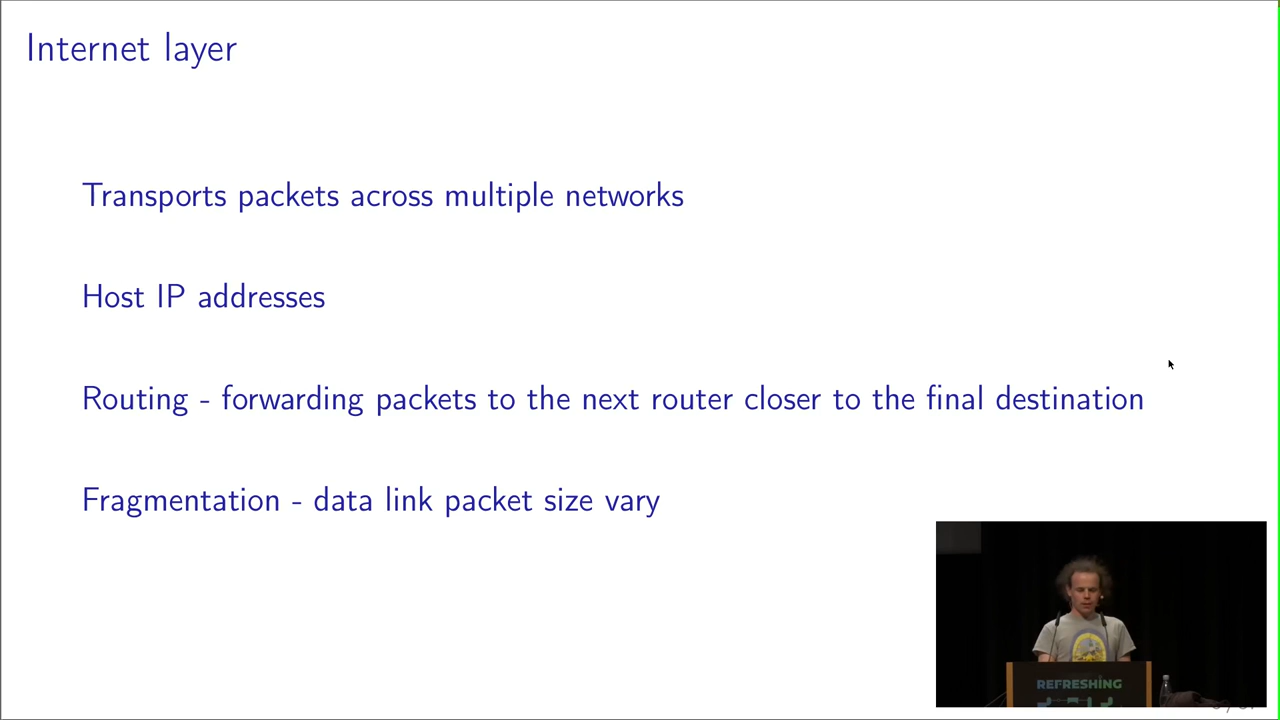 Internet layer
Transports packets across multiple networks
Host IP addresses
Routing - forwarding packets to the next router closer to the final destination
Fragmentation - data link packet size vary
REFRESHING